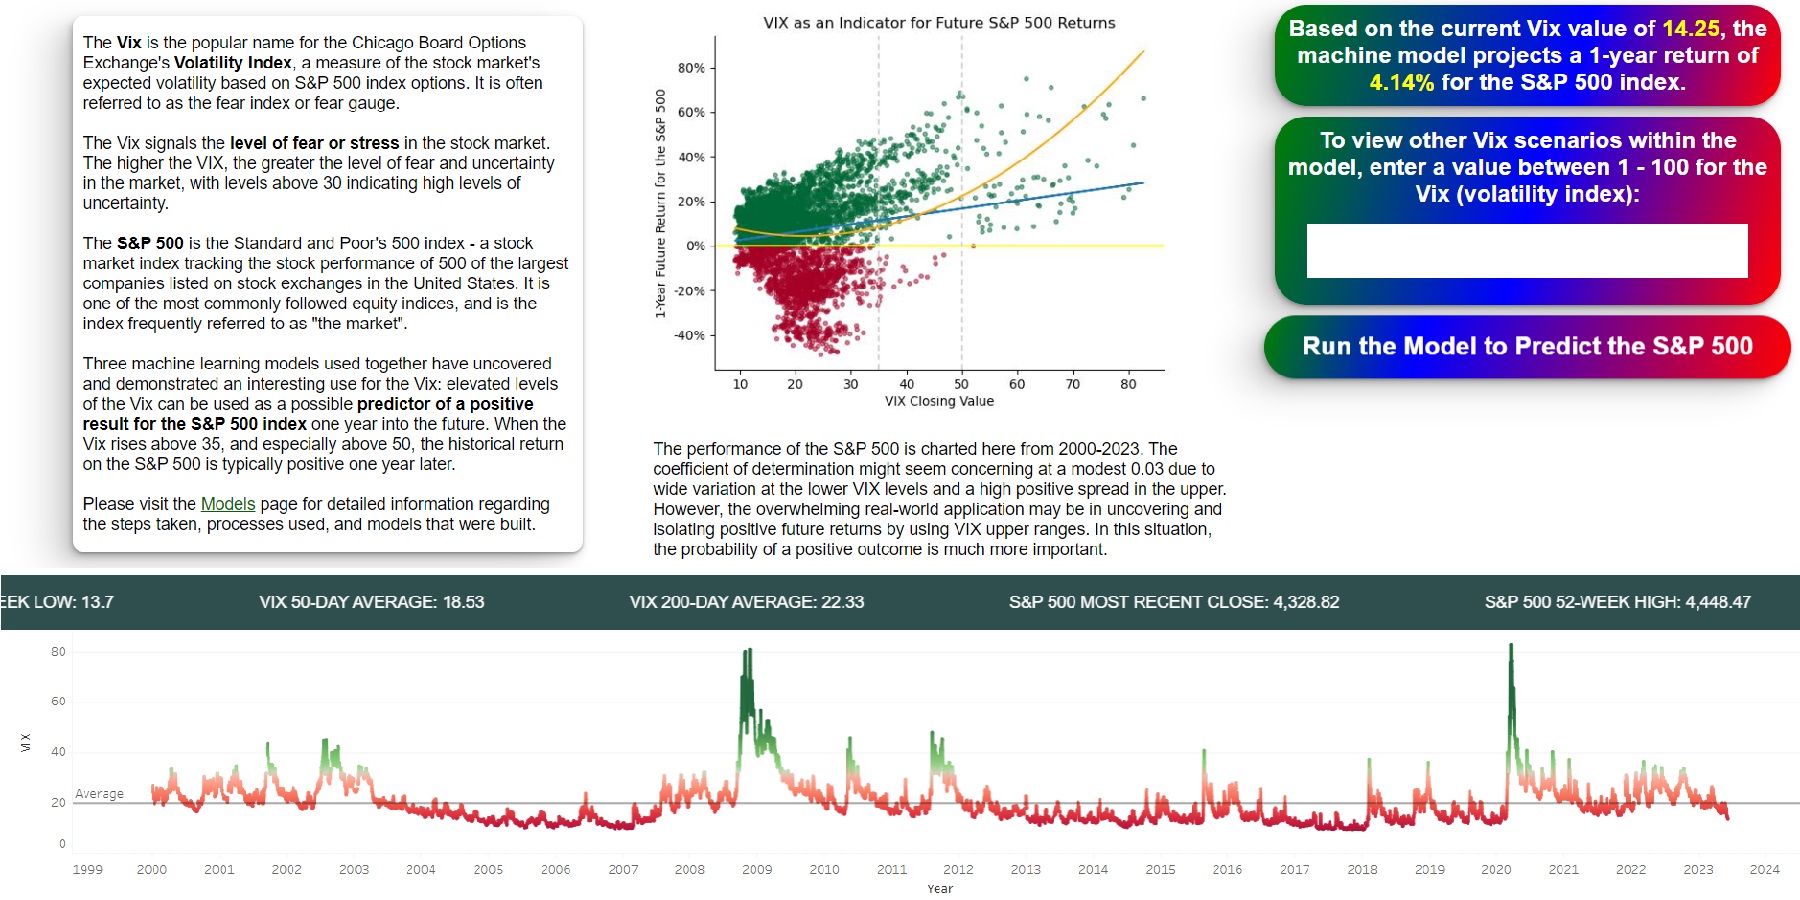 The Vix is the popular name for the Chicago Board Options
Exchange's Volatility Index, a measure of the stock market's
expected volatility based on S&P 500 index options. It is often
referred to as the fear index or fear gauge.
The Vix signals the level of fear or stress in the stock market.
The higher the VIX, the greater the level of fear and uncertainty
in the market, with levels above 30 indicating high levels of
uncertainty.
The S&P 500 is the Standard and Poor's 500 index - a stock
market index tracking the stock performance of 500 of the largest
companies listed on stock exchanges in the United States. It is
one of the most commonly followed equity indices, and is the
index frequently referred to as "the market".
Three machine learning models used together have uncovered
and demonstrated an interesting use for the Vix: elevated levels
of the Vix can be used as a possible predictor of a positive
result for the S&P 500 index one year into the future. When the
Vix rises above 35, and especially above 50, the historical return
on the S&P 500 is typically positive one year later.
Please visit the Models page for detailed information regarding
the steps taken, processes used, and models that were built.
VIX as an Indicator for Future S&P 500 Returns
1-Year Future Return for the S&P 500
80%
60%
40%
20%
0%
-20%
-40%
10 20 30 40 50 60 70 80
VIX Closing Value
The performance of the S&P 500 is charted here from 2000-2023. The
coefficient of determination might seem concerning at a modest 0.03 due to
wide variation at the lower VIX levels and a high positive spread in the upper.
However, the overwhelming real-world application may be in uncovering and
isolating positive future returns by using VIX upper ranges. In this situation,
the probability of a positive outcome is much more important.
Based on the current Vix value of 14.25, the
machine model projects a 1-year return of
4.14% for the S&P 500 index.
To view other Vix scenarios within the
model, enter a value between 1 - 100 for the
Vix (volatility index):
Run the Model to Predict the S&P 500
EEK LOW: 13.7 VIX 50-DAY AVERAGE: 18.53 VIX 200-DAY AVERAGE: 22.33 S&P 500 MOST RECENT CLOSE: 4,328.82 S&P 500 52-WEEK HIGH: 4,448.47
VIX
80
60
40
Average
20
0
1999 2000 2001 2002 2003 2004 2005 2006 2007 2008 2009 2010 2011 2012 2013 2014 2015 2016 2017 2018 2019 2020 2021 2022 2023 2024
Year